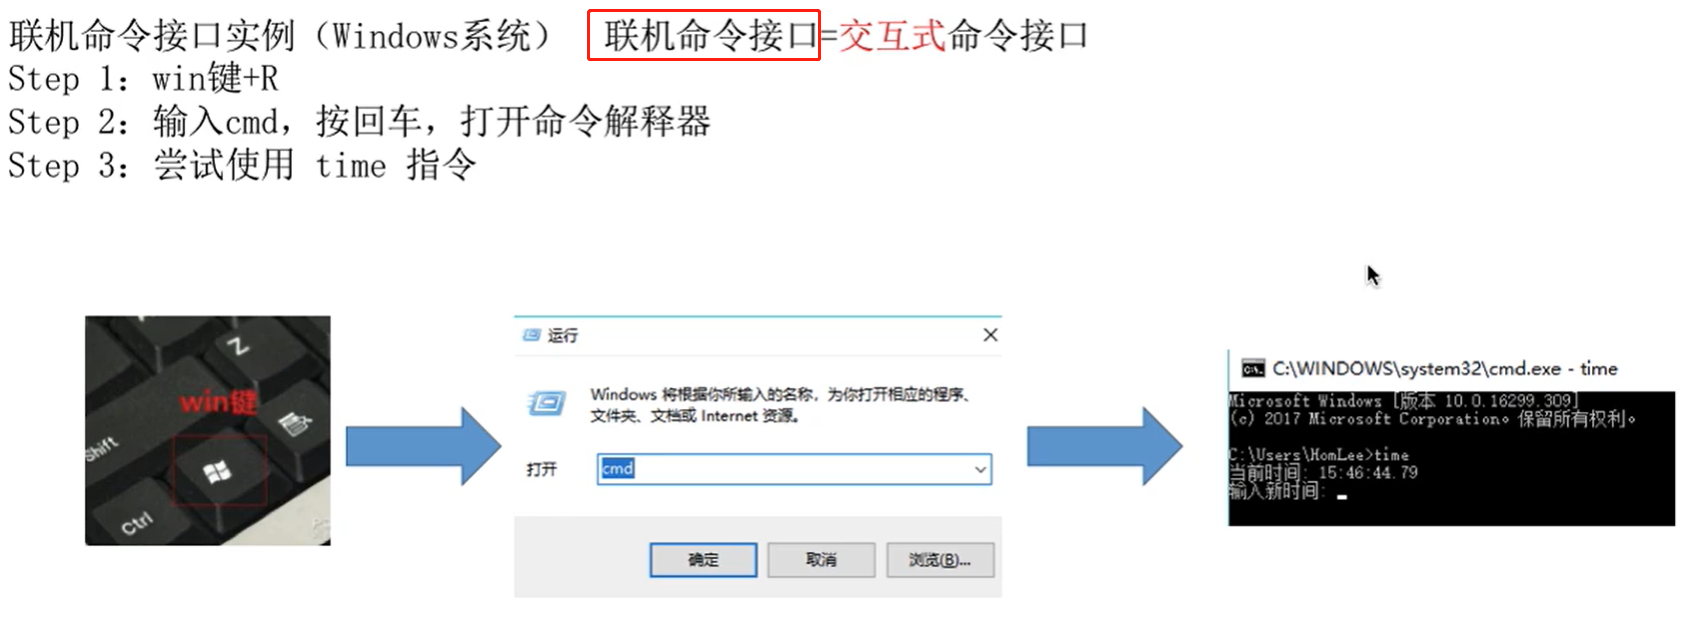 联机命令接口实例（Windows系统） 联机命令接口=交互式命令接口
Step 1：win键+R
Step 2：输入cmd，按回车，打开命令解释器
Step 3：尝试使用 time 指令
Z
win键
Shift
Ctrl
运行
Windows 将根据你所输入的名称，为你打开相应的程序、
文件夹、文档或 Internet 资源。
打开
cmd
确定 取消 浏览(B)...
C:\WINDOWS\system32\cmd.exe - time
Microsoft Windows [版本 10.0.16299.309]
(c) 2017 Microsoft Corporation。保留所有权利。
C:\Users\HomLee>time
当前时间: 15:46:44.79
输入新时间: